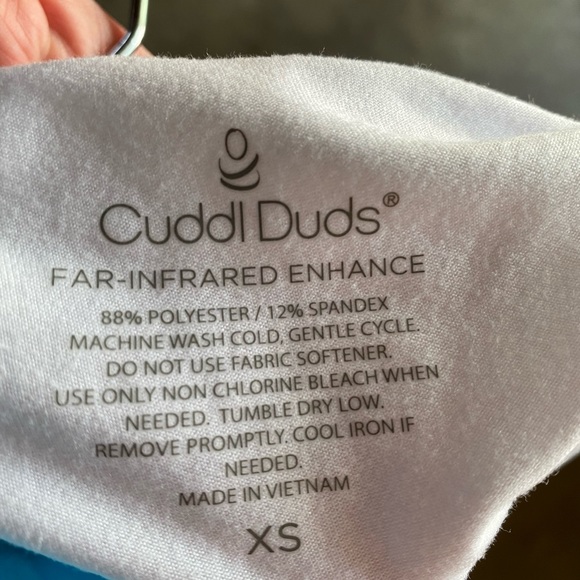 Cuddl Duds®
FAR-INFRARED ENHANCE
88% POLYESTER / 12% SPANDEX
MACHINE WASH COLD, GENTLE CYCLE.
DO NOT USE FABRIC SOFTENER.
USE ONLY NON CHLORINE BLEACH WHEN
NEEDED. TUMBLE DRY LOW.
REMOVE PROMPTLY. COOL IRON IF
NEEDED.
MADE IN VIETNAM
XS